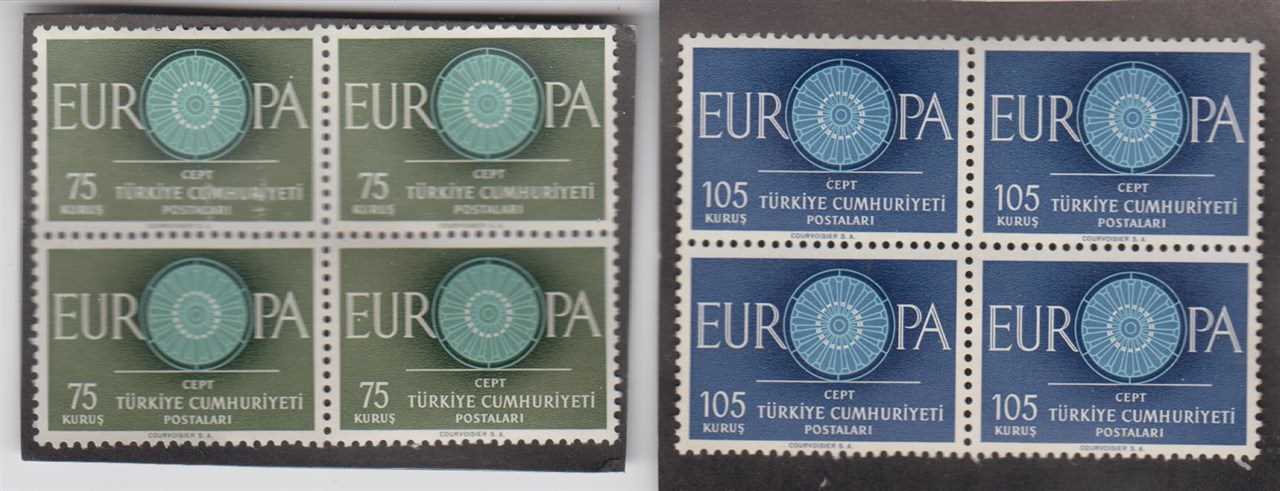 EUROPA
CEPT
75 TÜRKİYE CUMHURİYETİ
KURUŞ POSTALARI
COURVOISIER S. A.
EUROPA
CEPT
75 TÜRKİYE CUMHURİYETİ
KURUŞ POSTALARI
COURVOISIER S. A.
EUROPA
CEPT
75 TÜRKİYE CUMHURİYETİ
KURUŞ POSTALARI
COURVOISIER S. A.
EUROPA
CEPT
75 TÜRKİYE CUMHURİYETİ
KURUŞ POSTALARI
COURVOISIER S. A.
EUROPA
CEPT
105 TÜRKİYE CUMHURİYETİ
KURUŞ POSTALARI
COURVOISIER S. A.
EUROPA
CEPT
105 TÜRKİYE CUMHURİYETİ
KURUŞ POSTALARI
COURVOISIER S. A.
EUROPA
CEPT
105 TÜRKİYE CUMHURİYETİ
KURUŞ POSTALARI
COURVOISIER S. A.
EUROPA
CEPT
105 TÜRKİYE CUMHURİYETİ
KURUŞ POSTALARI
COURVOISIER S. A.